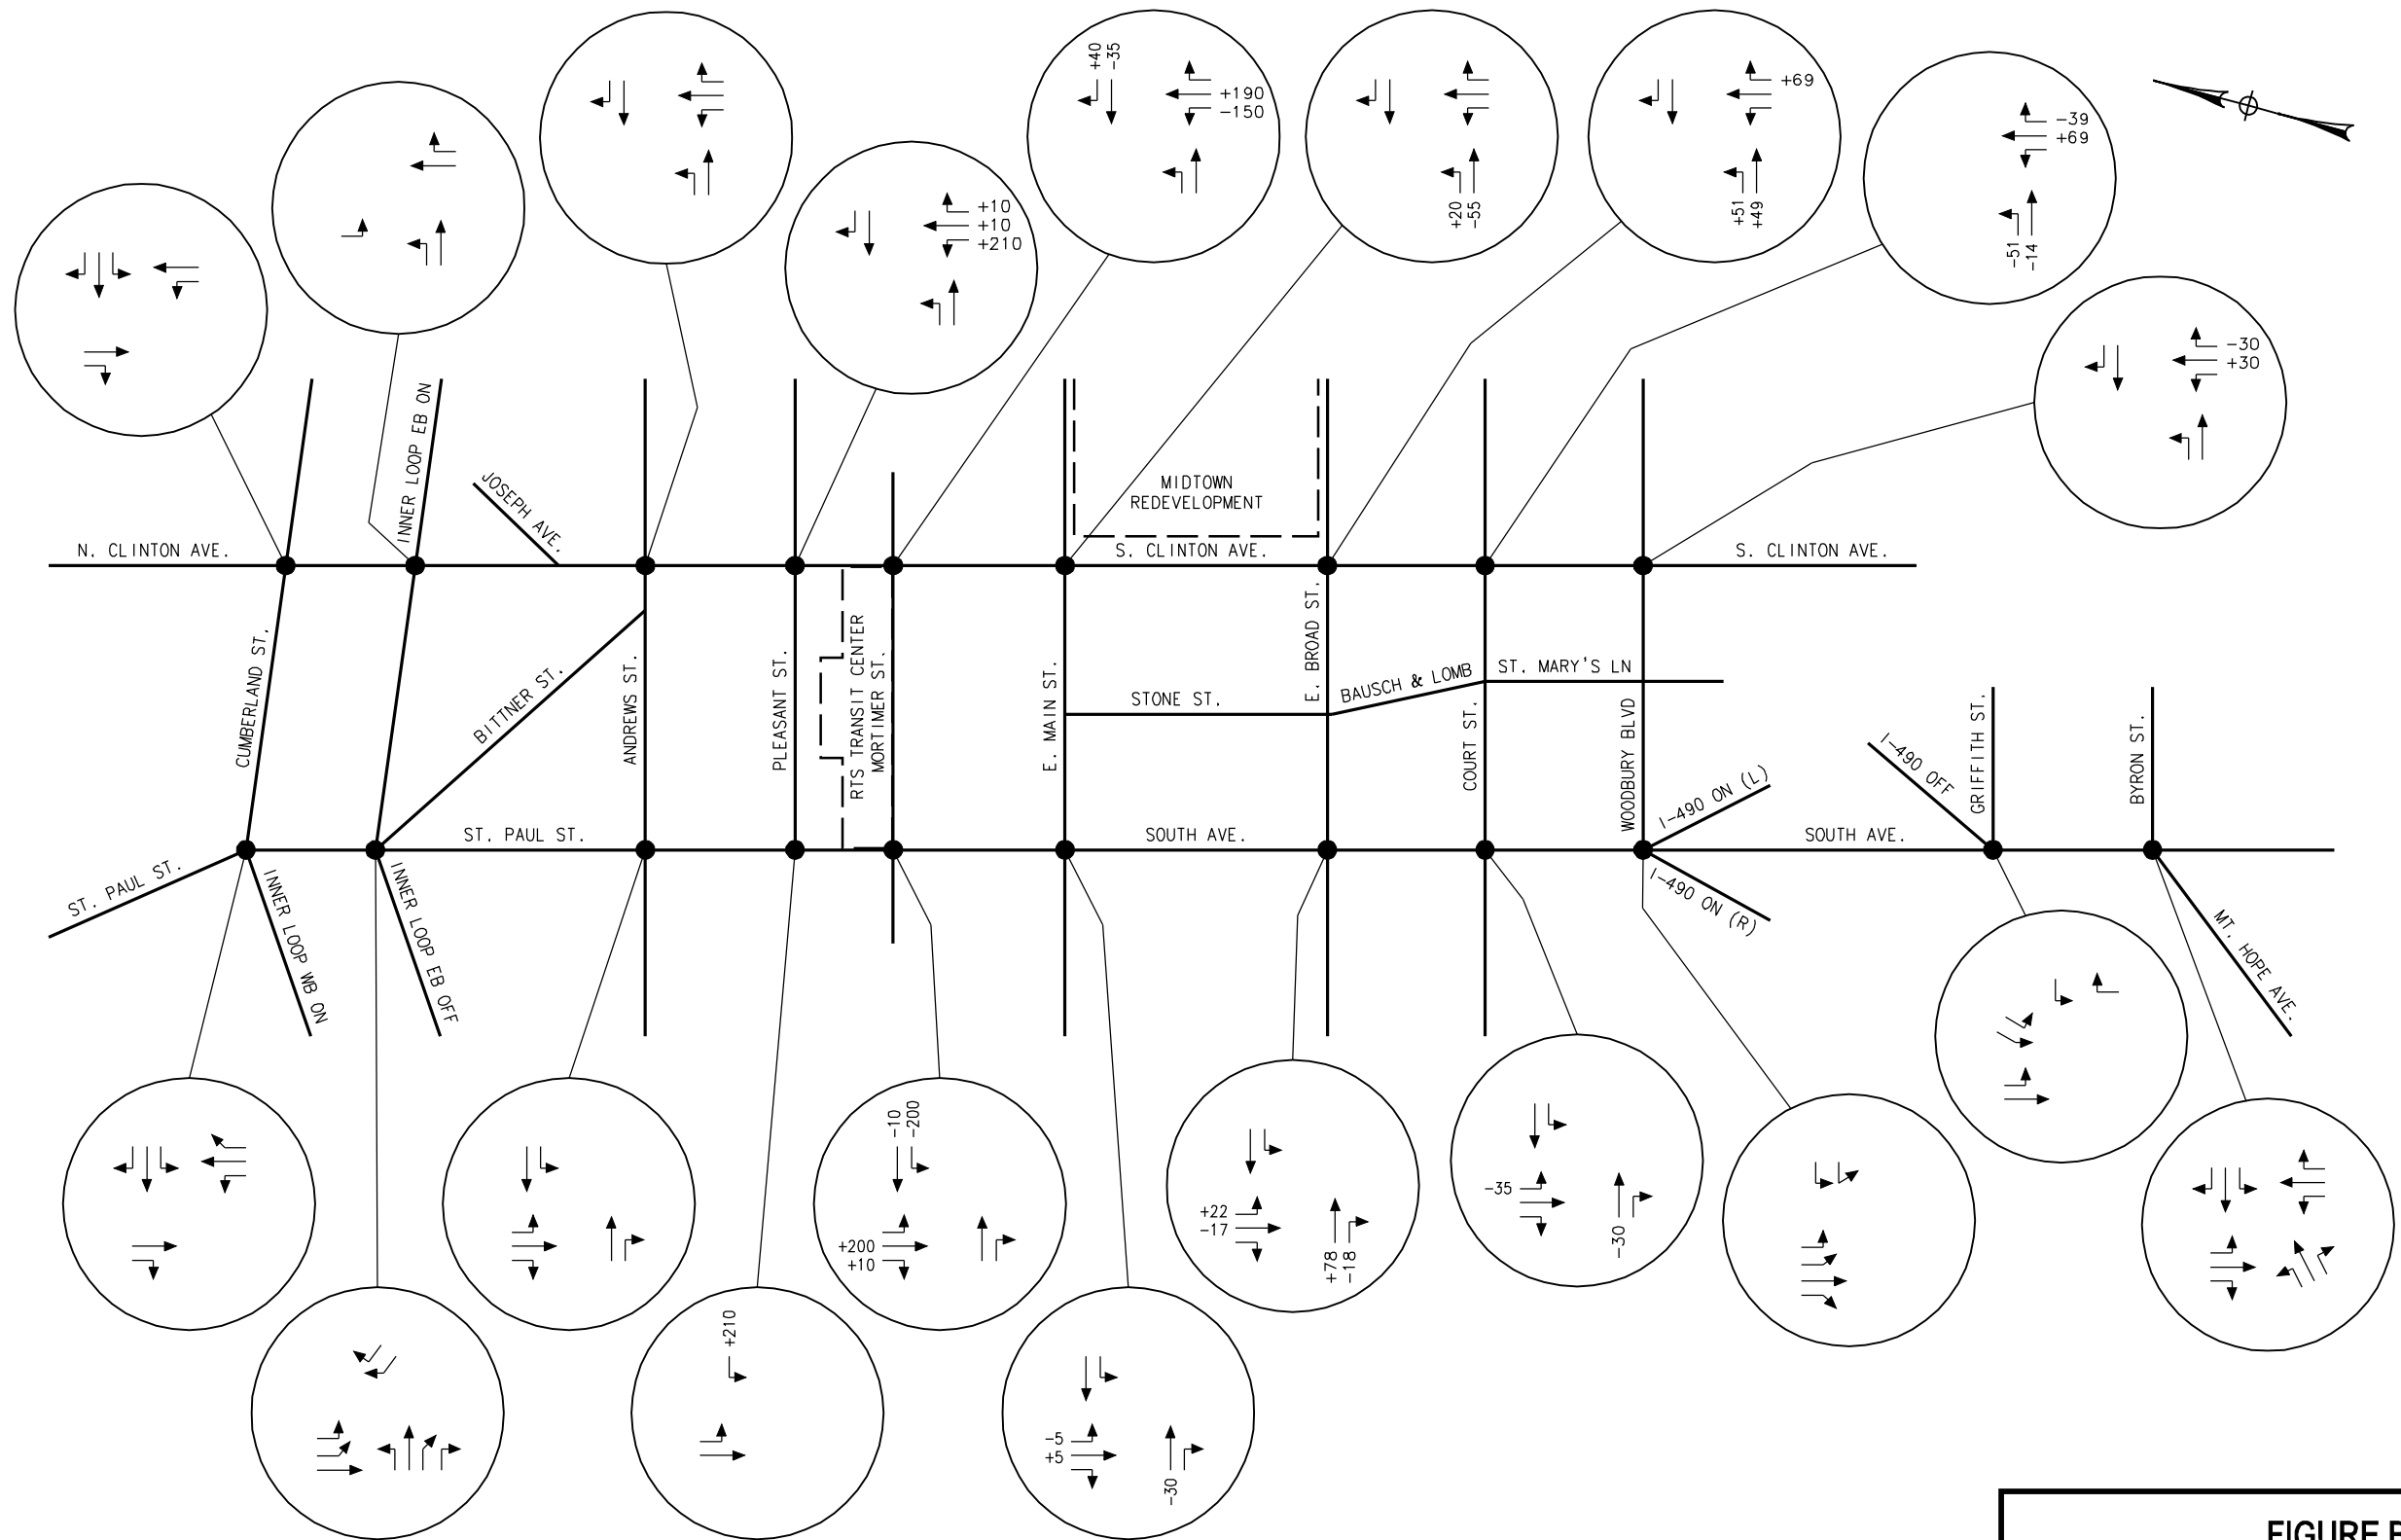 +40
-35
+190
-150
+69
-39
+69
+10
+10
+210
+20
-55
+51
+49
-51
-14
-30
+30
N. CLINTON AVE.
INNER LOOP EB ON
JOSEPH AVE.
MIDTOWN
REDEVELOPMENT
S. CLINTON AVE.
S. CLINTON AVE.
CUMBERLAND ST.
BITTNER ST.
ANDREWS ST.
PLEASANT ST.
RTS TRANSIT CENTER
MORTIMER ST.
E. MAIN ST.
STONE ST.
E. BROAD ST.
BAUSCH & LOMB
ST. MARY'S LN
COURT ST.
WOODBURY BLVD
I-490 ON (L)
I-490 OFF
GRIFFITH ST.
BYRON ST.
ST. PAUL ST.
ST. PAUL ST.
SOUTH AVE.
SOUTH AVE.
INNER LOOP WB ON
INNER LOOP EB OFF
I-490 ON (R)
MT. HOPE AVE.
-10
-200
+200
+10
+22
-17
+78
-18
-35
-30
+210
-5
+5
-30